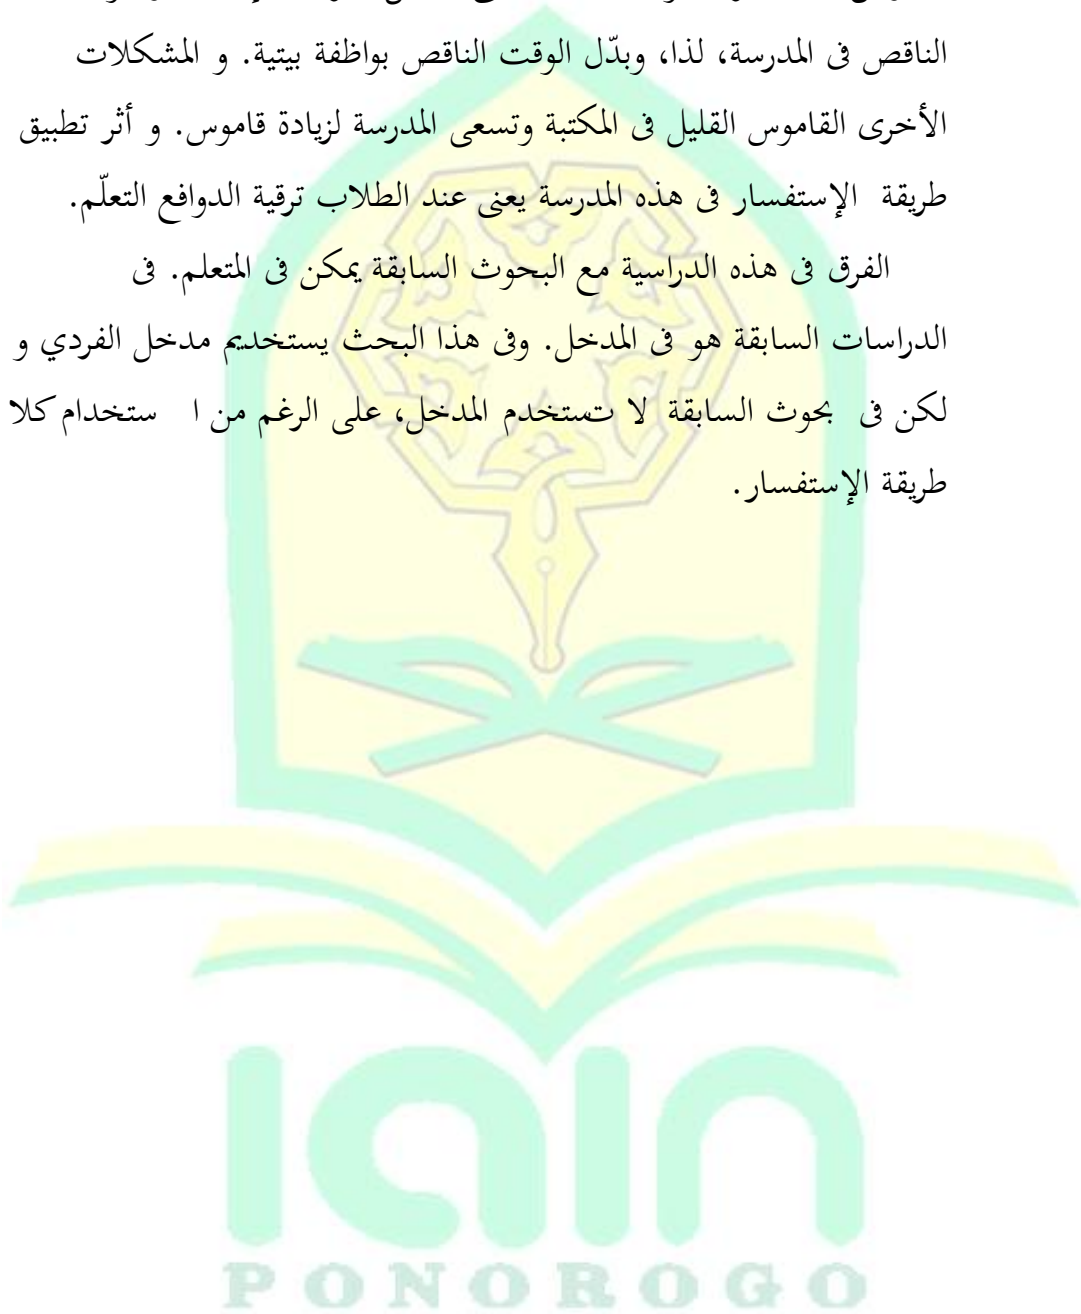 الناقص فى المدرسة، لذا، وبدّل الوقت الناقص بواظفة بيتية. و المشكلات
الأخرى القاموس القليل فى المكتبة وتسعى المدرسة لزيادة قاموس. و أثر تطبيق
طريقة الإستفسار فى هذه المدرسة يعنى عند الطلاب ترقية الدوافع التعلّم.
الفرق فى هذه الدراسية مع البحوث السابقة يمكن فى المتعلم. فى
الدراسات السابقة هو فى المدخل. وفى هذا البحث يستخديم مدخل الفردي و
لكن فى بحوث السابقة لا تستخدم المدخل، على الرغم من ا ستخدام كلا
طريقة الإستفسار.
iain
PONOROGO